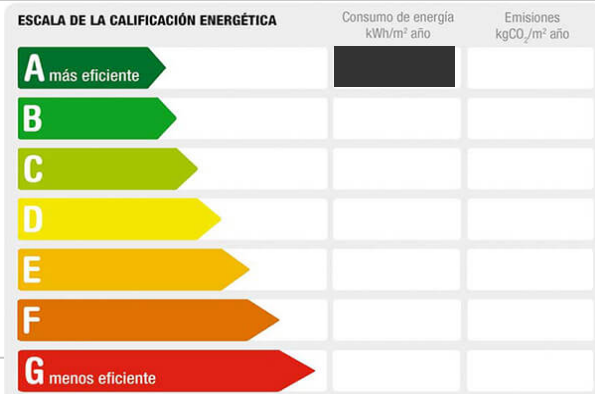 ESCALA DE LA CALIFICACIÓN ENERGÉTICA
Consumo de energía
kWh/m² año
Emisiones
kgCO₂/m² año
A más eficiente
B
C
D
E
F
G menos eficiente